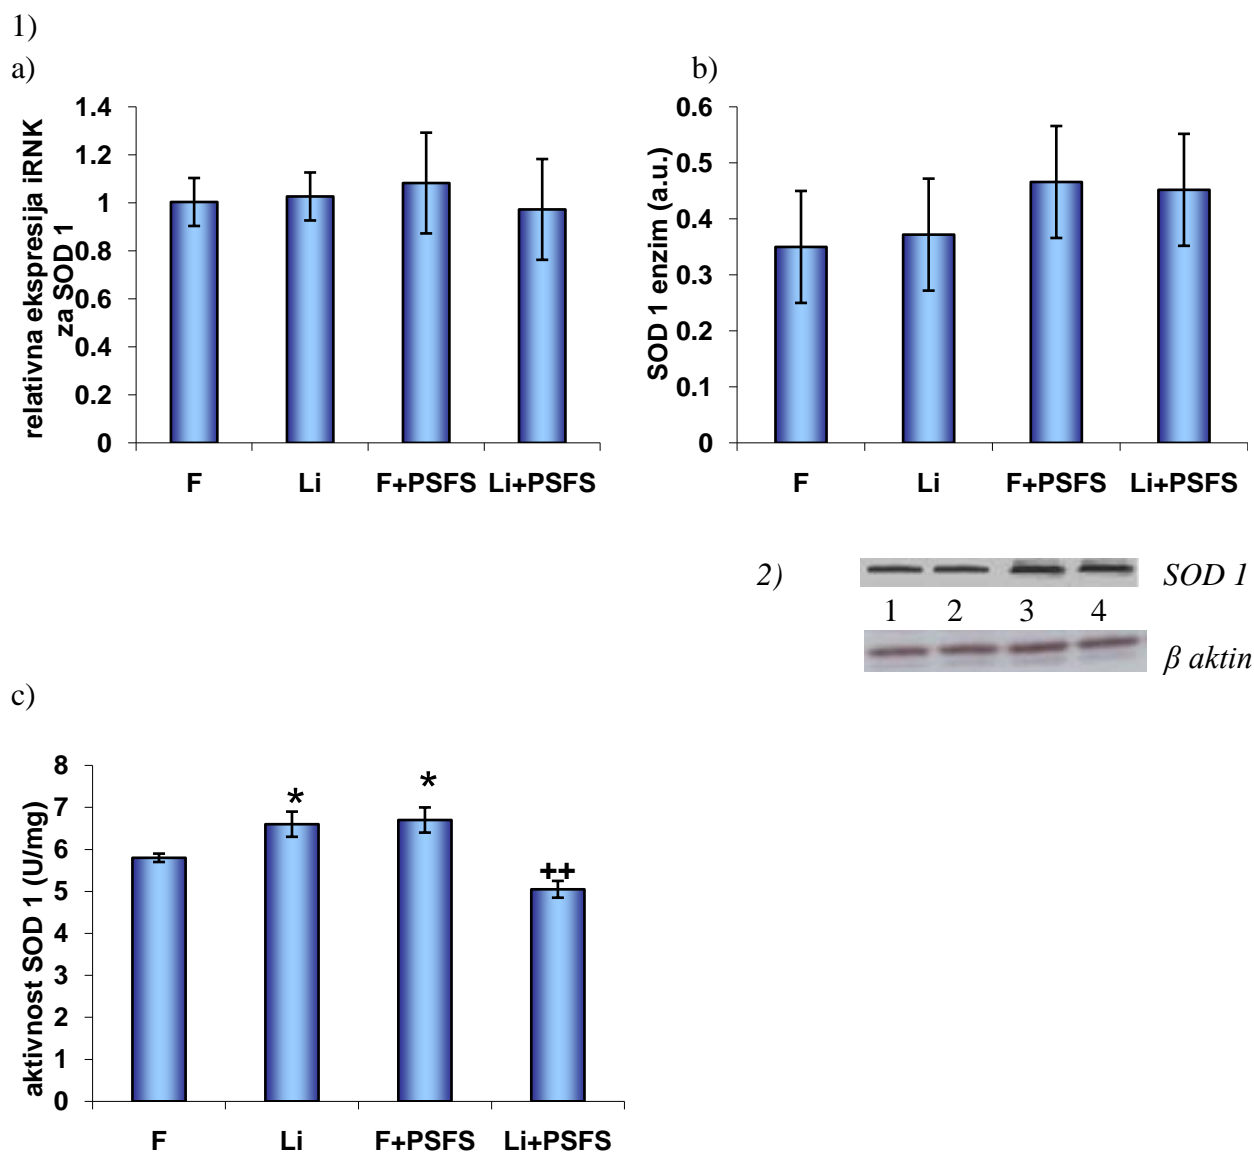 1)
a)
b)
relativna ekspresija iRNK
za SOD 1
1.4
1.2
1
0.8
0.6
0.4
0.2
0
F Li F+PSFS Li+PSFS
SOD 1 enzim (a.u.)
0.6
0.5
0.4
0.3
0.2
0.1
0
F Li F+PSFS Li+PSFS
2)
SOD 1
1 2 3 4
β aktin
c)
aktivnost SOD 1 (U/mg)
8
7
6
5
4
3
2
1
0
*
*
++
F Li F+PSFS Li+PSFS